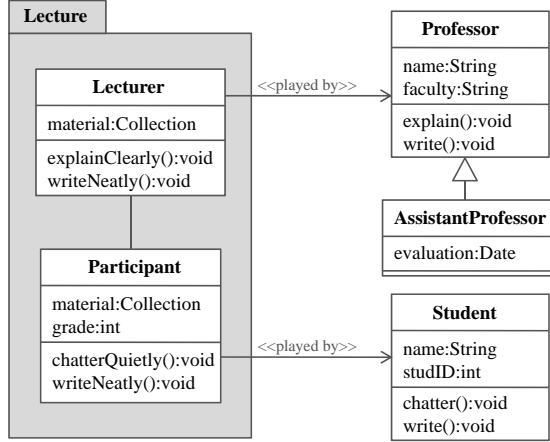 Lecture
Lecturer
material:Collection
explainClearly():void
writeNeatly():void
<<played by>>
Professor
name:String
faculty:String
explain():void
write():void
AssistantProfessor
evaluation:Date
Participant
material:Collection
grade:int
chatterQuietly():void
writeNeatly():void
<<played by>>
Student
name:String
studID:int
chatter():void
write():void